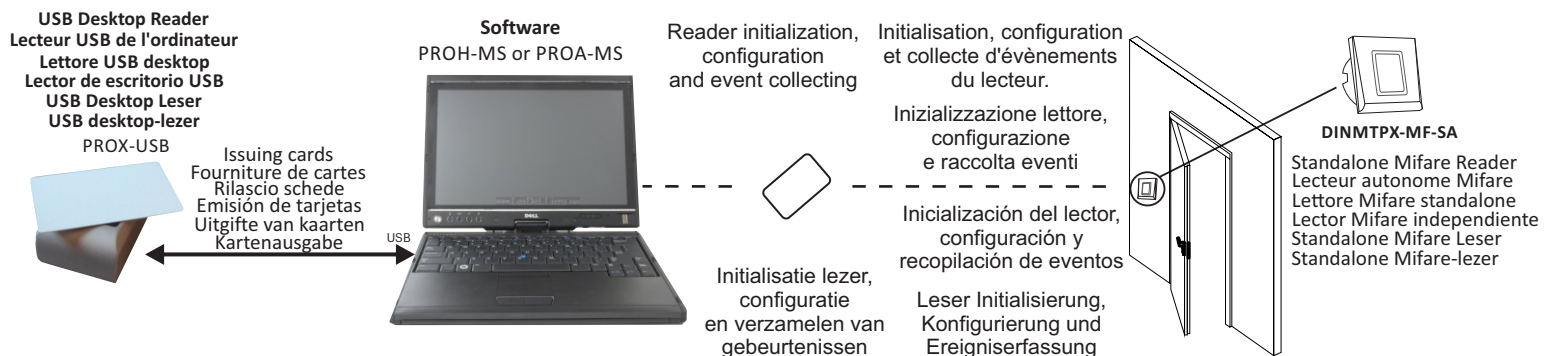 USB Desktop Reader
Lecteur USB de l'ordinateur
Lettore USB desktop
Lector de escritorio USB
USB Desktop Leser
USB desktop-lezer
PROX-USB
Issuing cards
Fourniture de cartes
Rilascio schede
Emisión de tarjetas
Uitgifte van kaarten
Kartenausgabe
USB
Software
PROH-MS or PROA-MS
DELL
Reader initialization,
configuration
and event collecting
Initialisatie lezer,
configuratie
en verzamelen van
gebeurtenissen
Initialisation, configuration
et collecte d'évènements
du lecteur.
Inizializzazione lettore,
configurazione
e raccolta eventi
Inicialización del lector,
configuración y
recopilación de eventos
Leser Initialisierung,
Konfigurierung und
Ereigniserfassung
DINMTPX-MF-SA
Standalone Mifare Reader
Lecteur autonome Mifare
Lettore Mifare standalone
Lector Mifare independiente
Standalone Mifare Leser
Standalone Mifare-lezer